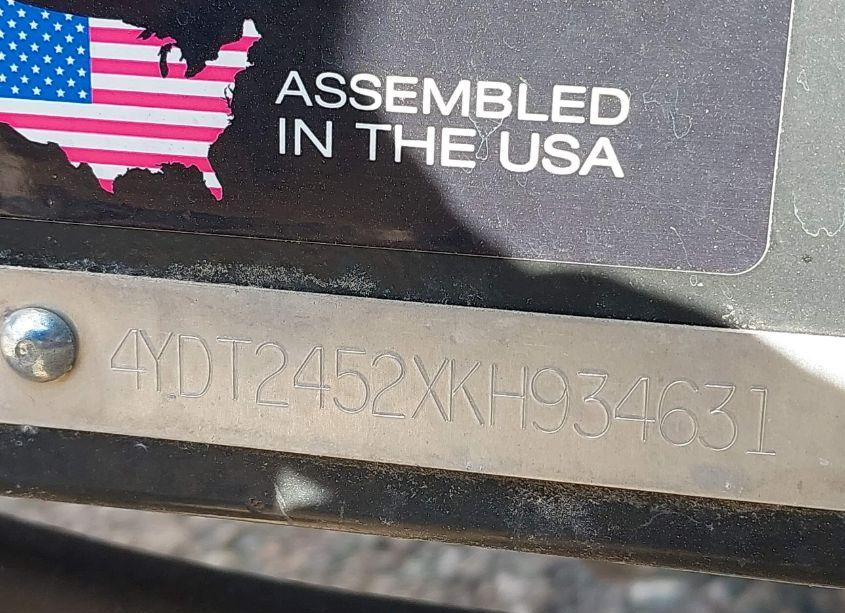 ASSEMBLED
IN THE USA
4YDT2452XKH934631